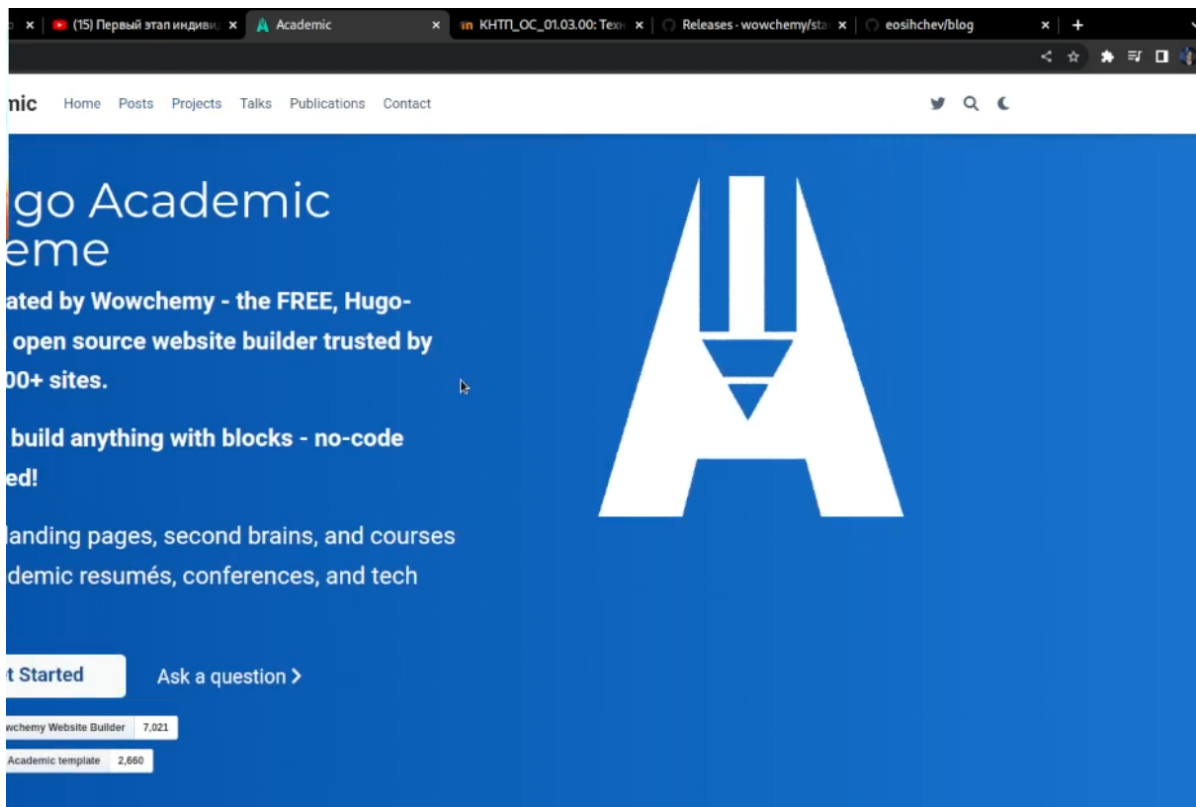 (15) Первый этап индиви
Academic
КНТП_ОС_01.03.00: Техн
Releases · wowchemy/sta
eosihchev/blog
mic
Home Posts Projects Talks Publications Contact
go Academic
eme
ated by Wowchemy - the FREE, Hugo-
open source website builder trusted by
00+ sites.
build anything with blocks - no-code
ed!
landing pages, second brains, and courses
demic resumés, conferences, and tech
t Started
Ask a question
wchemy Website Builder 7,021
Academic template 2,660